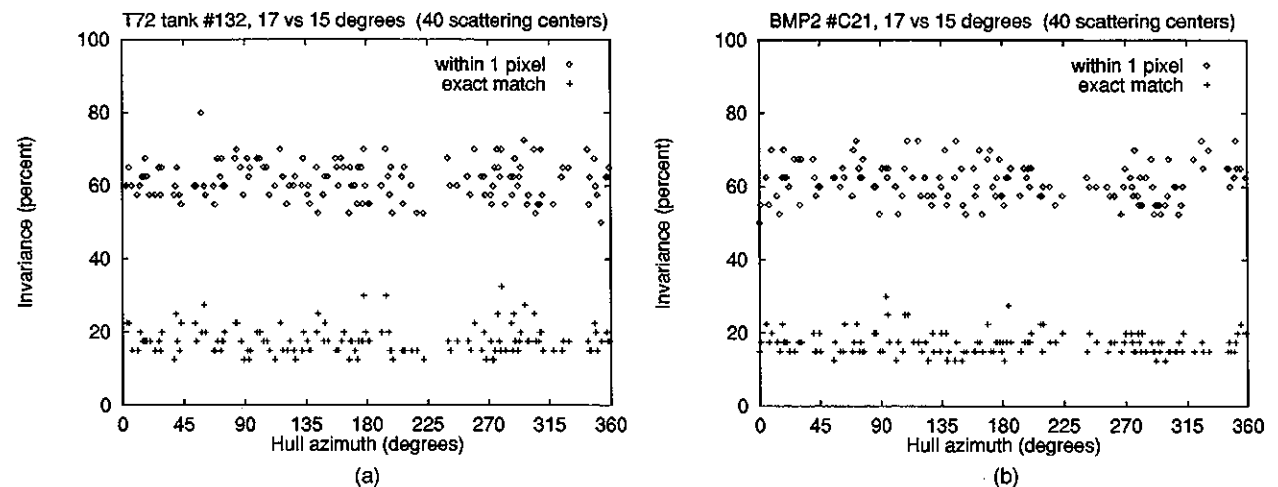 T72 tank #132, 17 vs 15 degrees (40 scattering centers)
100
80
60
40
20
0
Invariance (percent)
within 1 pixel
exact match
0 45 90 135 180 225 270 315 360
Hull azimuth (degrees)
(a)
BMP2 #C21, 17 vs 15 degrees (40 scattering centers)
100
80
60
40
20
0
Invariance (percent)
within 1 pixel
exact match
0 45 90 135 180 225 270 315 360
Hull azimuth (degrees)
(b)